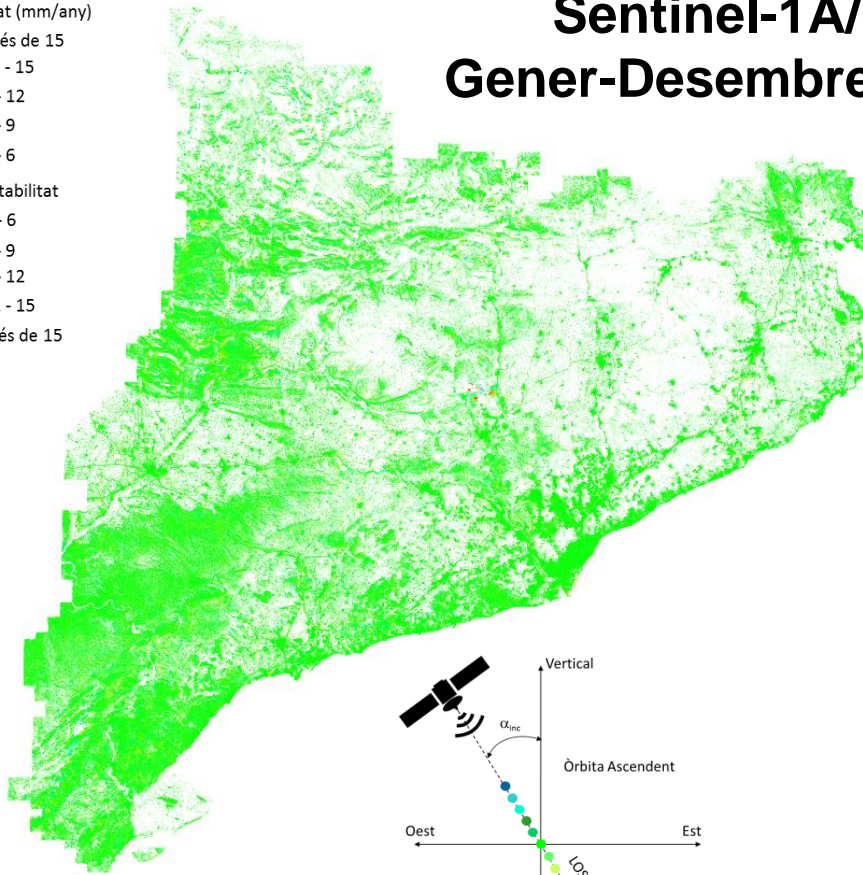 Sentinel-1A/
Gener-Desembre
at (mm/any)
és de 15
- 15
- 12
- 9
- 6
tabilitat
- 6
- 9
- 12
- 15
és de 15
Vertical
αinc
Òrbita Ascendent
Oest
Est
LOS